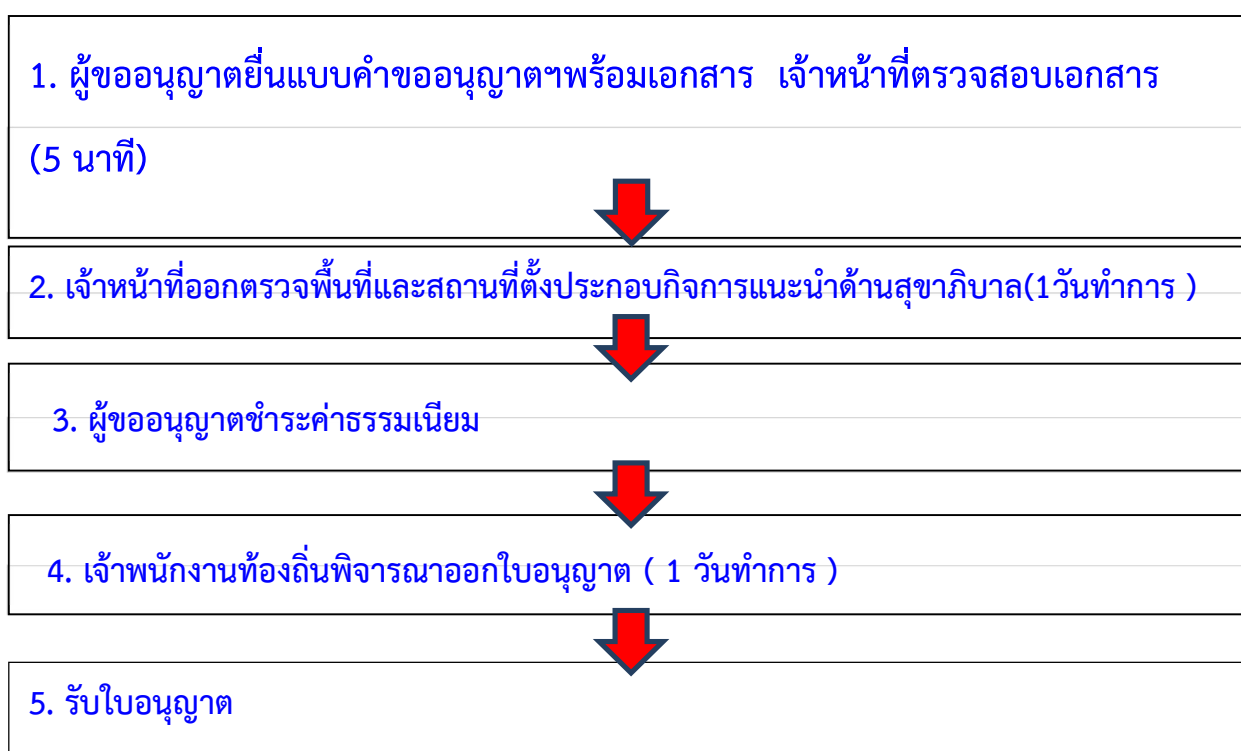 1. ผู้ขออนุญาตยื่นแบบคำขออนุญาตฯพร้อมเอกสาร เจ้าหน้าที่ตรวจสอบเอกสาร
(5 นาที)
2. เจ้าหน้าที่ออกตรวจพื้นที่และสถานที่ตั้งประกอบกิจการแนะนำด้านสุขาภิบาล(1วันทำการ )
3. ผู้ขออนุญาตชำระค่าธรรมเนียม
4. เจ้าพนักงานท้องถิ่นพิจารณาออกใบอนุญาต ( 1 วันทำการ )
5. รับใบอนุญาต